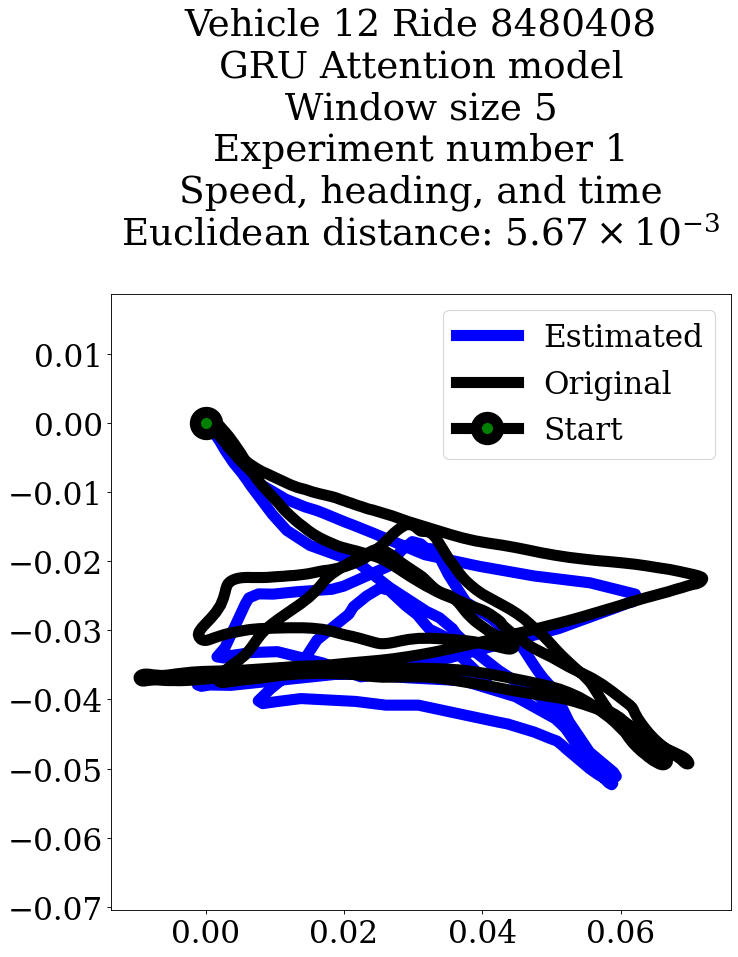 Vehicle 12 Ride 8480408
GRU Attention model
Window size 5
Experiment number 1
Speed, heading, and time
Euclidean distance: 5.67 × 10⁻³
Estimated
Original
Start
0.01
0.00
−0.01
−0.02
−0.03
−0.04
−0.05
−0.06
−0.07
0.00 0.02 0.04 0.06